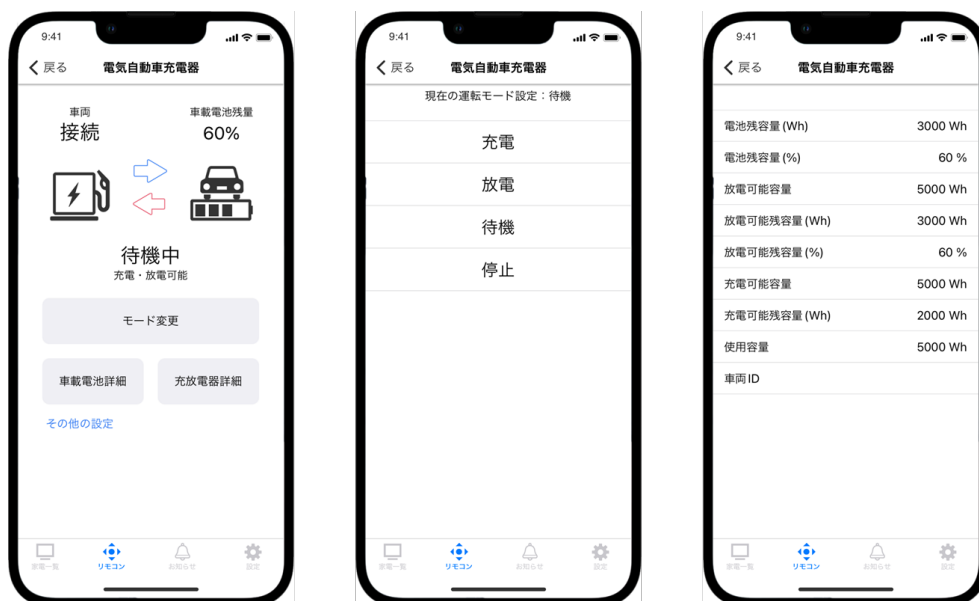 9:41
戻る 電気自動車充電器
車両 車載電池残量
接続 60%
待機中
充電・放電可能
モード変更
車載電池詳細 充放電器詳細
その他の設定
家電一覧 リモコン お知らせ 設定
9:41
戻る 電気自動車充電器
現在の運転モード設定：待機
充電
放電
待機
停止
家電一覧 リモコン お知らせ 設定
9:41
戻る 電気自動車充電器
電池残容量(Wh) 3000 Wh
電池残容量(%) 60 %
放電可能容量 5000 Wh
放電可能残容量(Wh) 3000 Wh
放電可能残容量(%) 60 %
充電可能容量 5000 Wh
充電可能残容量(Wh) 2000 Wh
使用容量 5000 Wh
車両ID
家電一覧 リモコン お知らせ 設定